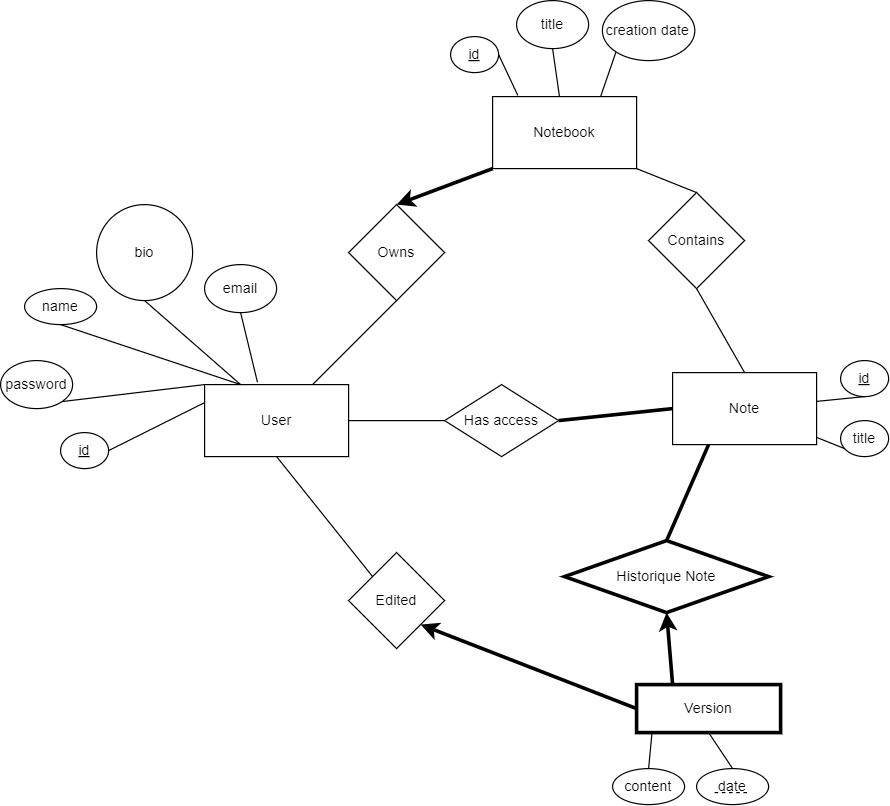 title
creation date
id
Notebook
bio
Owns
Contains
email
name
password
id
User
Has access
Note
title
id
Historique Note
Edited
Version
content
date